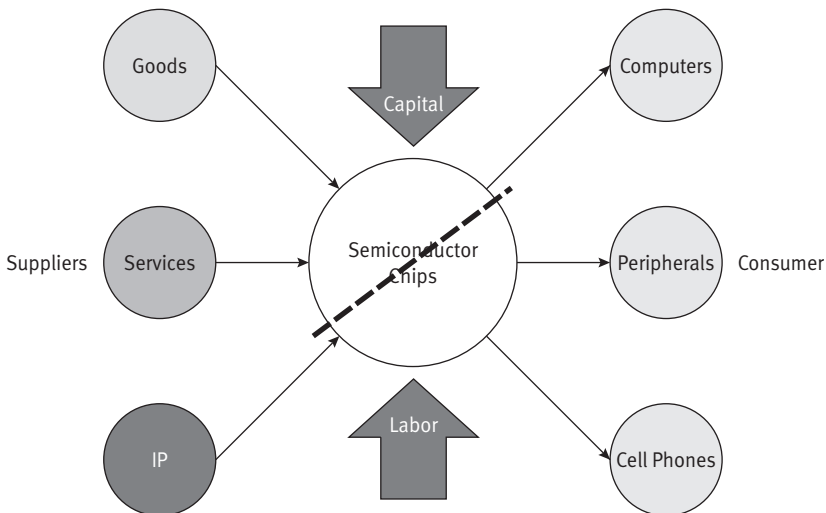 Goods
Capital
Computers
Suppliers
Services
Semiconductor
Chips
Peripherals
Consumer
IP
Labor
Cell Phones